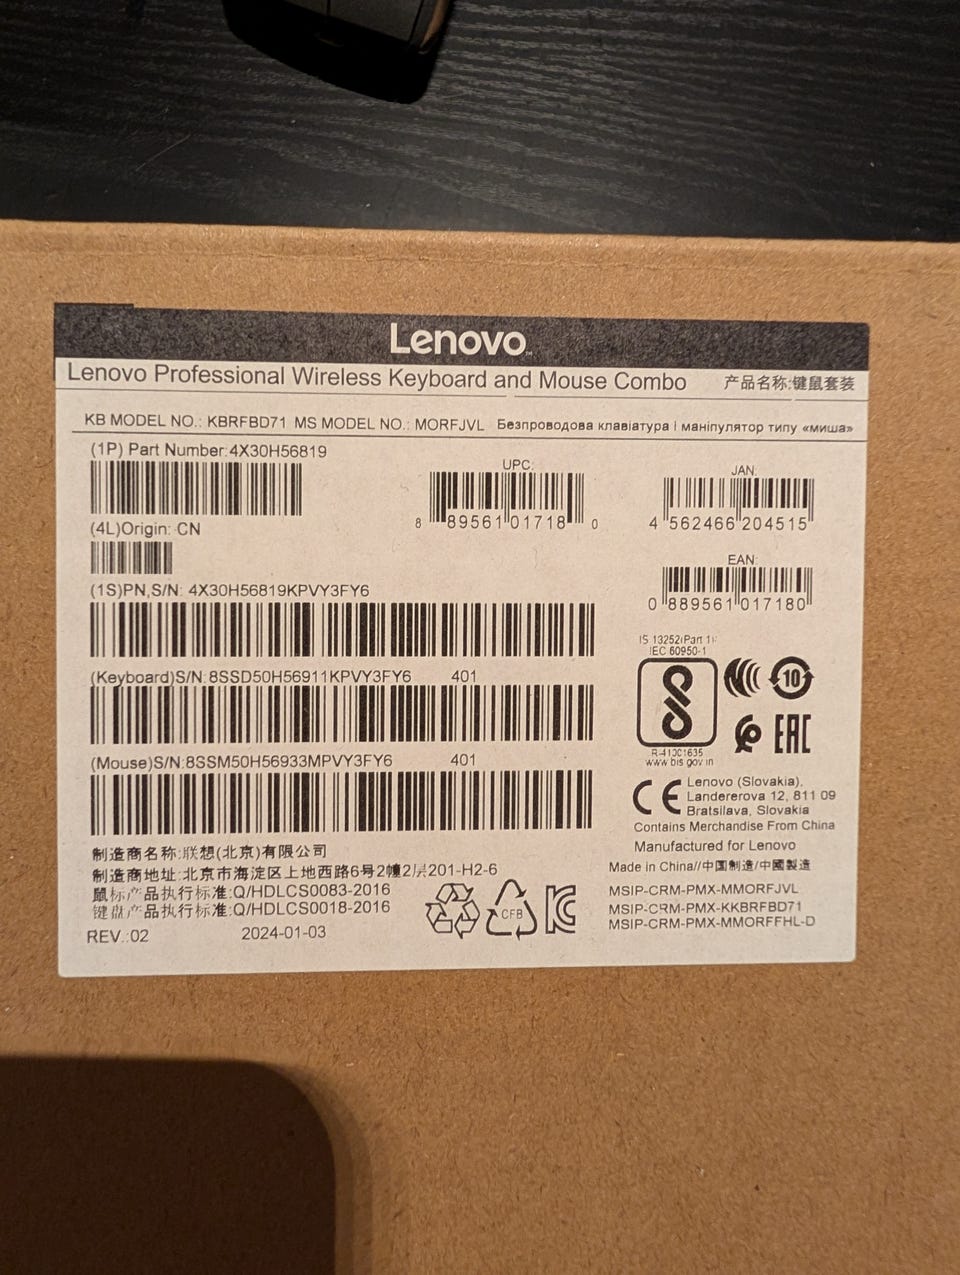 Lenovo™
Lenovo Professional Wireless Keyboard and Mouse Combo 产品名称:键鼠套装
KB MODEL NO.: KBRFBD71 MS MODEL NO.: MORFJVL Безпроводова клавіатура і маніпулятор типу «миша»
(1P) Part Number:4X30H56819
UPC:
8 89561 01718 0
JAN:
4 562466 204515
(4L)Origin: CN
EAN:
0 889561 017180
(1S)PN,S/N: 4X30H56819KPVY3FY6
IS 13252(Part 1):
IEC 60950-1
(Keyboard)S/N:8SSD50H56911KPVY3FY6 401
10
EAC
R-41001635
www.bis.gov.in
(Mouse)S/N:8SSM50H56933MPVY3FY6 401
CE Lenovo (Slovakia),
Landererova 12, 811 09
Bratsilava, Slovakia
Contains Merchandise From China
Manufactured for Lenovo
Made in China//中国制造/中國製造
制造商名称:联想(北京)有限公司
制造商地址:北京市海淀区上地西路6号2幢2层201-H2-6
鼠标产品执行标准:Q/HDLCS0083-2016
键盘产品执行标准:Q/HDLCS0018-2016
CFB
MSIP-CRM-PMX-MMORFJVL
MSIP-CRM-PMX-KKBRFBD71
MSIP-CRM-PMX-MMORFFHL-D
REV.:02 2024-01-03